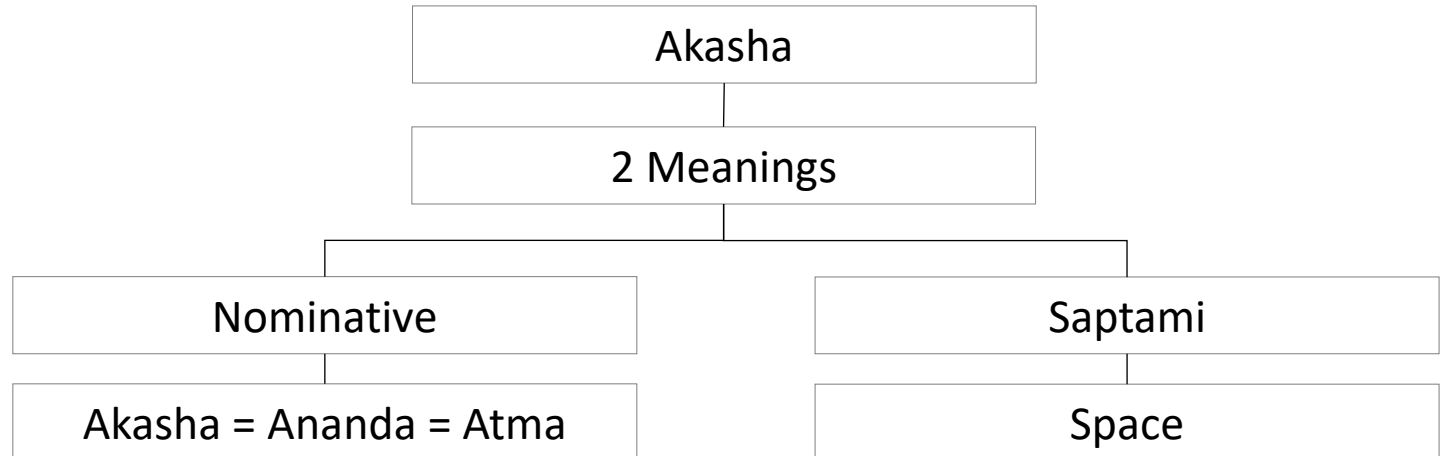 Akasha
2 Meanings
Nominative
Saptami
Akasha = Ananda = Atma
Space